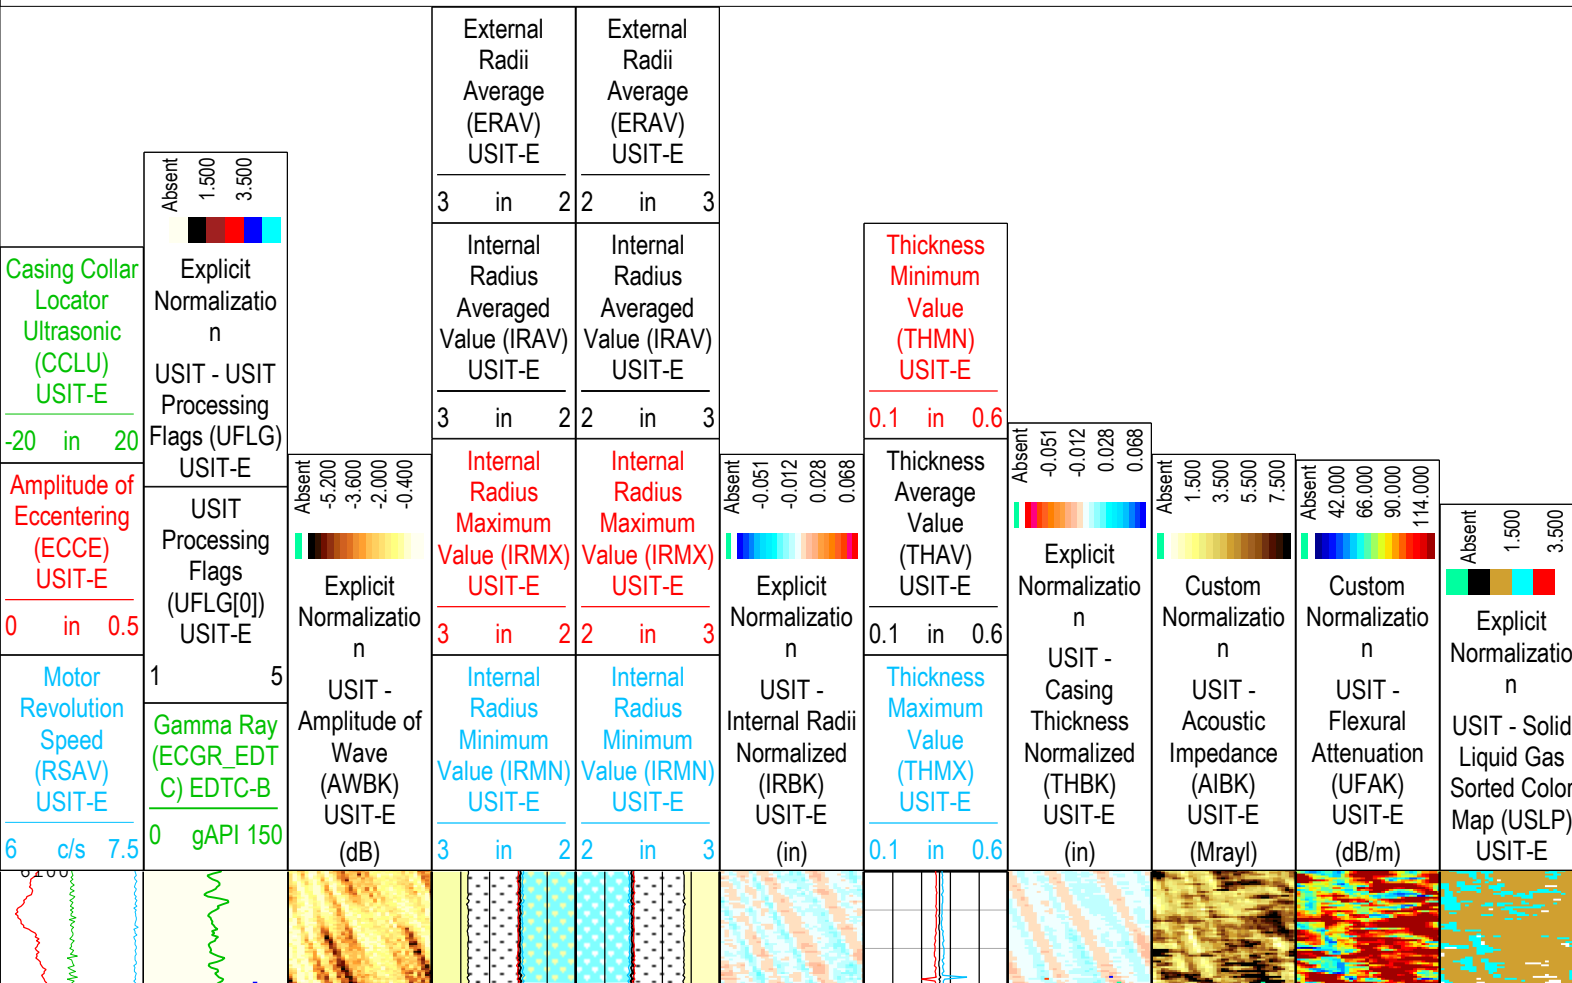 Casing Collar
Locator
Ultrasonic
(CCLU)
USIT-E
-20 in 20
Amplitude of
Eccentering
(ECCE)
USIT-E
0 in 0.5
Motor
Revolution
Speed
(RSAV)
USIT-E
6 c/s 7.5
Absent
1.500
3.500
Explicit
Normalizatio
n
USIT - USIT
Processing
Flags (UFLG)
USIT-E
USIT
Processing
Flags
(UFLG[0])
USIT-E
1 5
Gamma Ray
(ECGR_EDT
C) EDTC-B
0 gAPI 150
Absent
-5.200
-3.600
-2.000
-0.400
Explicit
Normalizatio
n
USIT -
Amplitude of
Wave
(AWBK)
USIT-E
(dB)
External
Radii
Average
(ERAV)
USIT-E
3 in 2
Internal
Radius
Averaged
Value (IRAV)
USIT-E
3 in 2
Internal
Radius
Maximum
Value (IRMX)
USIT-E
3 in 2
Internal
Radius
Minimum
Value (IRMN)
USIT-E
3 in 2
External
Radii
Average
(ERAV)
USIT-E
2 in 3
Internal
Radius
Averaged
Value (IRAV)
USIT-E
2 in 3
Internal
Radius
Maximum
Value (IRMX)
USIT-E
2 in 3
Internal
Radius
Minimum
Value (IRMN)
USIT-E
2 in 3
Absent
-0.051
-0.012
0.028
0.068
Explicit
Normalizatio
n
USIT -
Internal Radii
Normalized
(IRBK)
USIT-E
(in)
Thickness
Minimum
Value
(THMN)
USIT-E
0.1 in 0.6
Thickness
Average
Value
(THAV)
USIT-E
0.1 in 0.6
Thickness
Maximum
Value
(THMX)
USIT-E
0.1 in 0.6
Absent
-0.051
-0.012
0.028
0.068
Explicit
Normalizatio
n
USIT -
Casing
Thickness
Normalized
(THBK)
USIT-E
(in)
Absent
1.500
3.500
5.500
7.500
Custom
Normalizatio
n
USIT -
Acoustic
Impedance
(AIBK)
USIT-E
(Mrayl)
Absent
42.000
66.000
90.000
114.000
Custom
Normalizatio
n
USIT -
Flexural
Attenuation
(UFAK)
USIT-E
(dB/m)
Absent
1.500
3.500
Explicit
Normalizatio
n
USIT - Solid
Liquid Gas
Sorted Color
Map (USLP)
USIT-E
6100